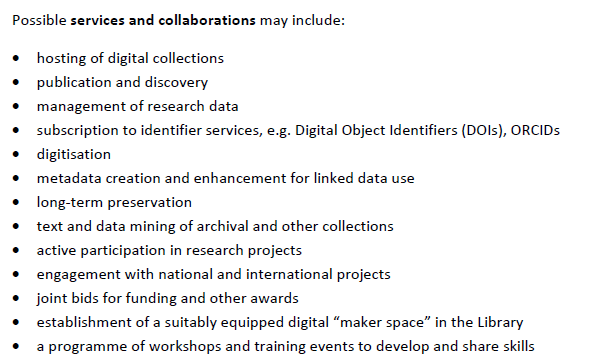 Possible services and collaborations may include:
• hosting of digital collections
• publication and discovery
• management of research data
• subscription to identifier services, e.g. Digital Object Identifiers (DOIs), ORCIDs
• digitisation
• metadata creation and enhancement for linked data use
• long-term preservation
• text and data mining of archival and other collections
• active participation in research projects
• engagement with national and international projects
• joint bids for funding and other awards
• establishment of a suitably equipped digital “maker space” in the Library
• a programme of workshops and training events to develop and share skills